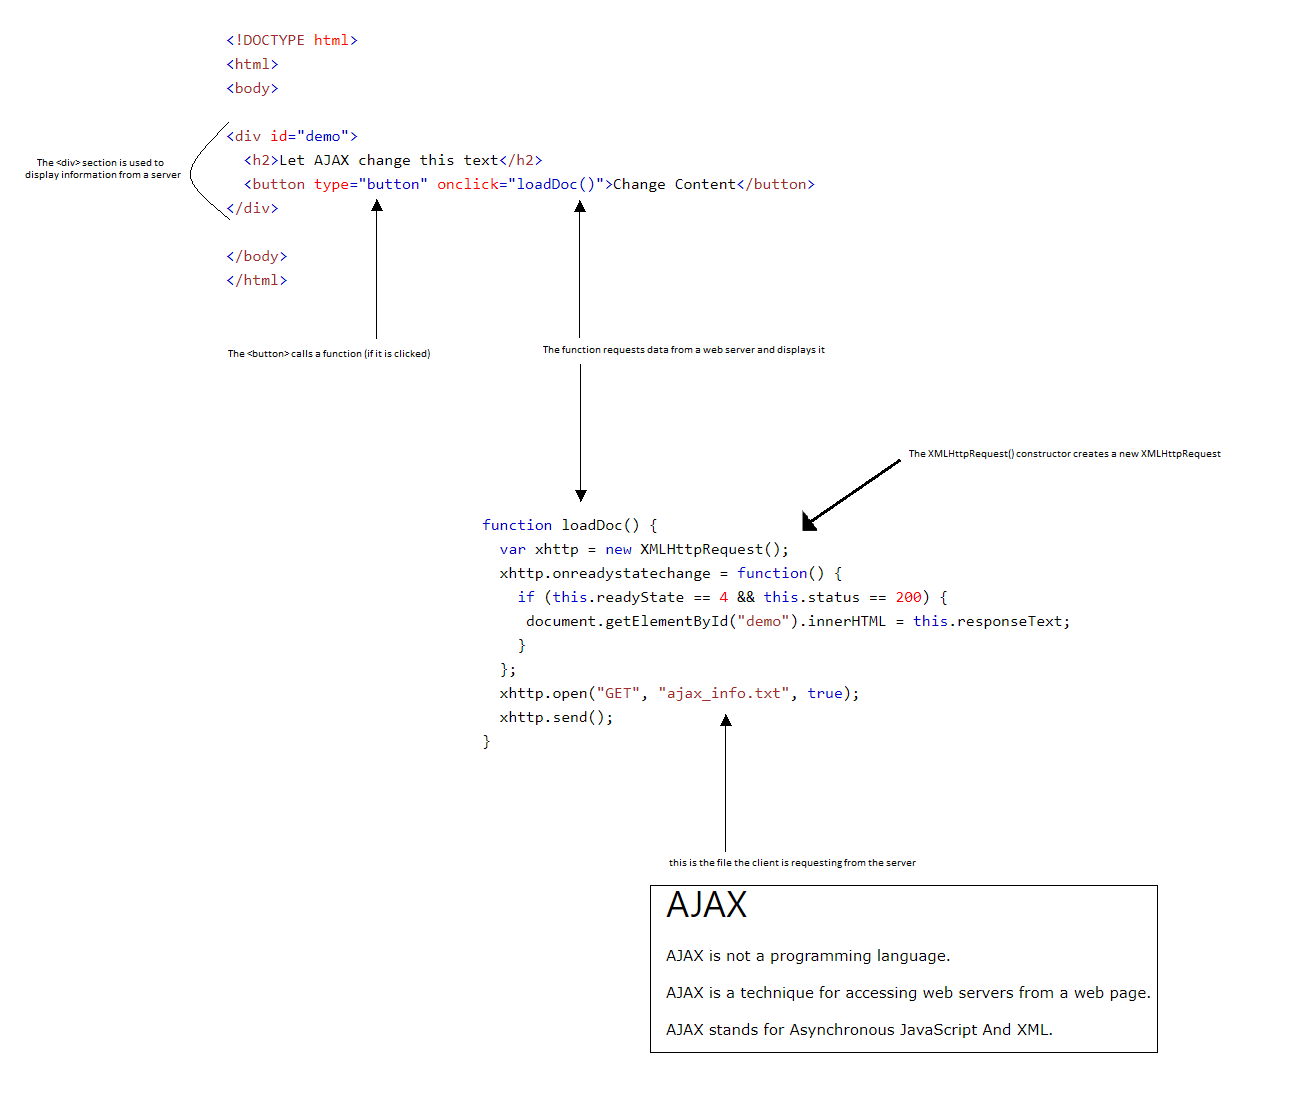 <!DOCTYPE html>
<html>
<body>
<div id="demo">
The <div> section is used to
display information from a server
<h2>Let AJAX change this text</h2>
<button type="button" onclick="loadDoc()">Change Content</button>
</div>
</body>
</html>
The <button> calls a function (if it is clicked)
The function requests data from a web server and displays it
The XMLHttpRequest() constructor creates a new XMLHttpRequest
function loadDoc() {
var xhttp = new XMLHttpRequest();
xhttp.onreadystatechange = function() {
if (this.readyState == 4 && this.status == 200) {
document.getElementById("demo").innerHTML = this.responseText;
}
};
xhttp.open("GET", "ajax_info.txt", true);
xhttp.send();
}
this is the file the client is requesting from the server
AJAX
AJAX is not a programming language.
AJAX is a technique for accessing web servers from a web page.
AJAX stands for Asynchronous JavaScript And XML.